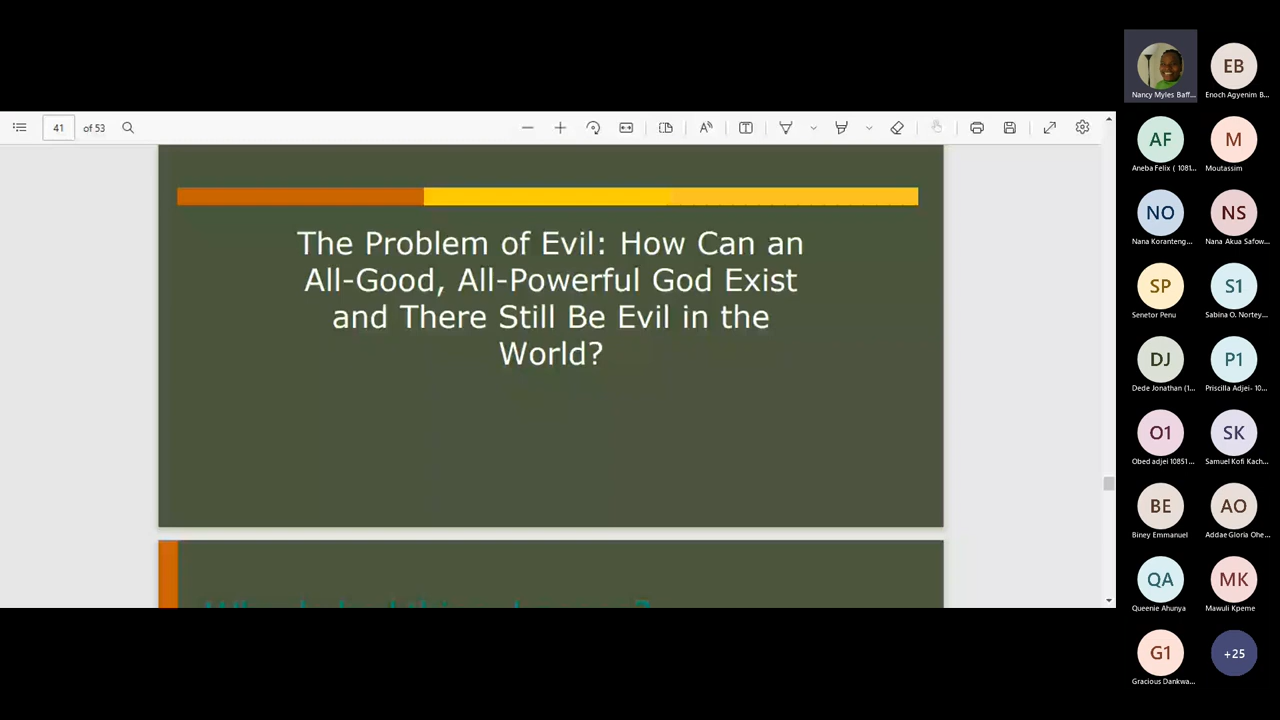 41 of 53
The Problem of Evil: How Can an
All-Good, All-Powerful God Exist
and There Still Be Evil in the
World?
Nancy Myles Baff...
EB
Enoch Agyenim B...
AF
Aneba Felix ( 1081...
M
Moutassim
NO
Nana Koranteng...
NS
Nana Akua Safow...
SP
Senetor Penu
S1
Sabina O. Nortey...
DJ
Dede Jonathan (1...
P1
Priscilla Adjei- 10...
O1
Obed adjei 10851...
SK
Samuel Kofi Kach...
BE
Biney Emmanuel
AO
Addae Gloria Ohe...
QA
Queenie Ahunya
MK
Mawuli Kpeme
G1
Gracious Dankwa...
+25